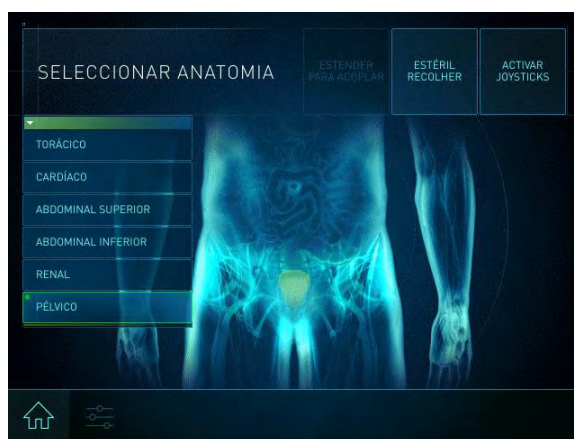 SELECCIONAR ANATOMIA
ESTENDER
PARA ACOPLAR
ESTÉRIL
RECOLHER
ACTIVAR
JOYSTICKS
TORÁCICO
CARDÍACO
ABDOMINAL SUPERIOR
ABDOMINAL INFERIOR
RENAL
PÉLVICO